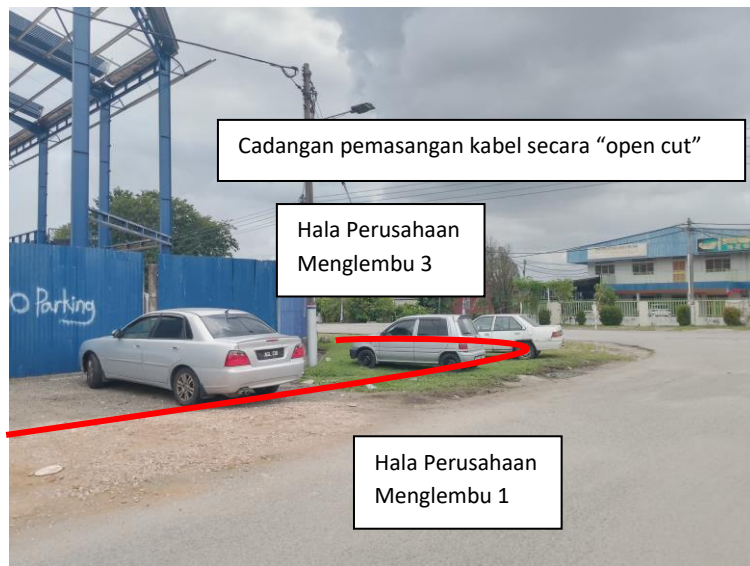 Cadangan pemasangan kabel secara “open cut”
Hala Perusahaan
Menglembu 3
O Parking
Hala Perusahaan
Menglembu 1